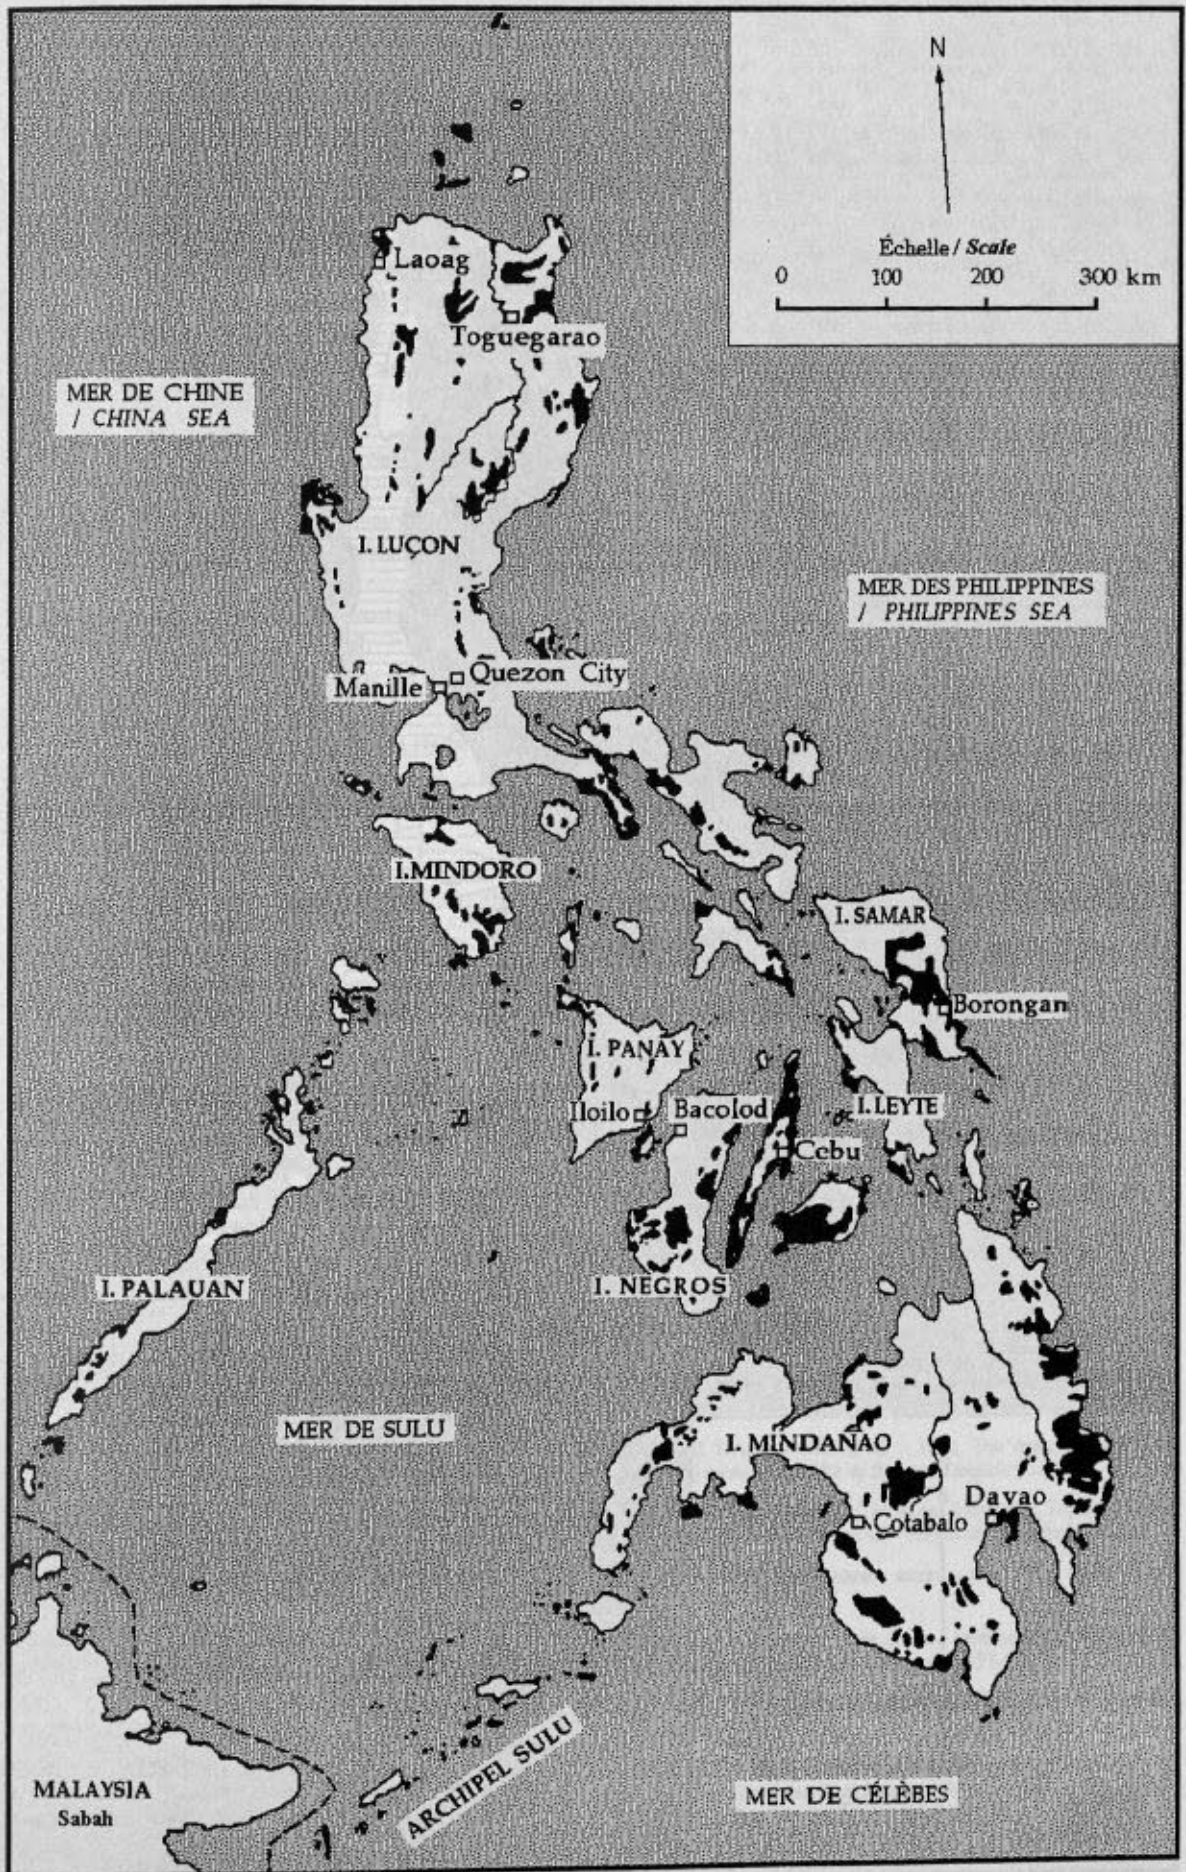 N
Échelle / Scale
0 100 200 300 km
Laoag
Toguegarao
MER DE CHINE
/ CHINA SEA
I. LUÇON
MER DES PHILIPPINES
/ PHILIPPINES SEA
Quezon City
Manille
I.MINDORO
I. SAMAR
Borongan
I. PANAY
Iloilo
Bacolod
I.LEYTE
Cebu
I. PALAUAN
I. NEGROS
MER DE SULU
I. MINDANAO
Davao
Cotabalo
ARCHIPEL SULU
MALAYSIA
Sabah
MER DE CÉLÈBES